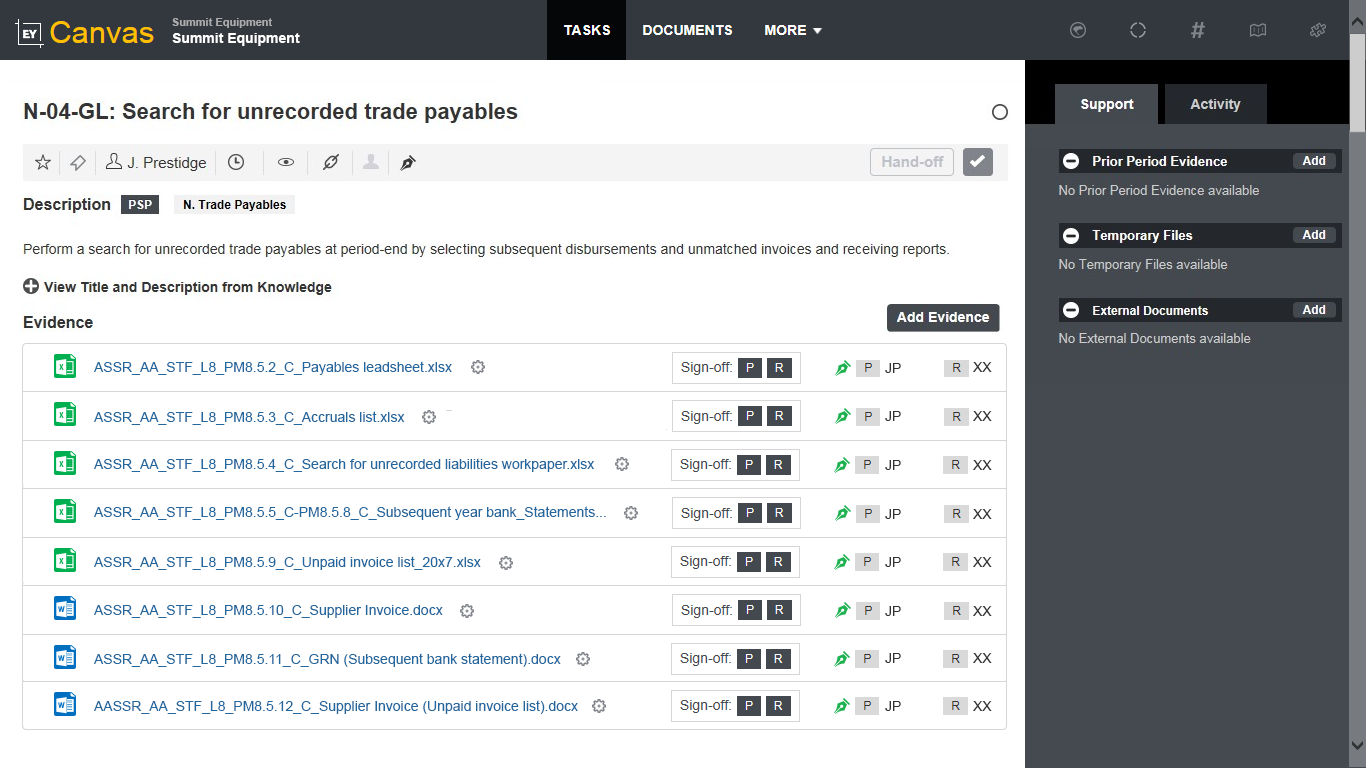 EY Canvas
Summit Equipment
Summit Equipment
TASKS
DOCUMENTS
MORE
#
N-04-GL: Search for unrecorded trade payables
J. Prestidge
Hand-off
Description PSP N. Trade Payables
Perform a search for unrecorded trade payables at period-end by selecting subsequent disbursements and unmatched invoices and receiving reports.
View Title and Description from Knowledge
Evidence
Add Evidence
ASSR_AA_STF_L8_PM8.5.2_C_Payables leadsheet.xlsx Sign-off: P R P JP R XX
ASSR_AA_STF_L8_PM8.5.3_C_Accruals list.xlsx Sign-off: P R P JP R XX
ASSR_AA_STF_L8_PM8.5.4_C_Search for unrecorded liabilities workpaper.xlsx Sign-off: P R P JP R XX
ASSR_AA_STF_L8_PM8.5.5_C-PM8.5.8_C_Subsequent year bank_Statements... Sign-off: P R P JP R XX
ASSR_AA_STF_L8_PM8.5.9_C_Unpaid invoice list_20x7.xlsx Sign-off: P R P JP R XX
ASSR_AA_STF_L8_PM8.5.10_C_Supplier Invoice.docx Sign-off: P R P JP R XX
ASSR_AA_STF_L8_PM8.5.11_C_GRN (Subsequent bank statement).docx Sign-off: P R P JP R XX
AASSR_AA_STF_L8_PM8.5.12_C_Supplier Invoice (Unpaid invoice list).docx Sign-off: P R P JP R XX
Support
Activity
Prior Period Evidence Add
No Prior Period Evidence available
Temporary Files Add
No Temporary Files available
External Documents Add
No External Documents available